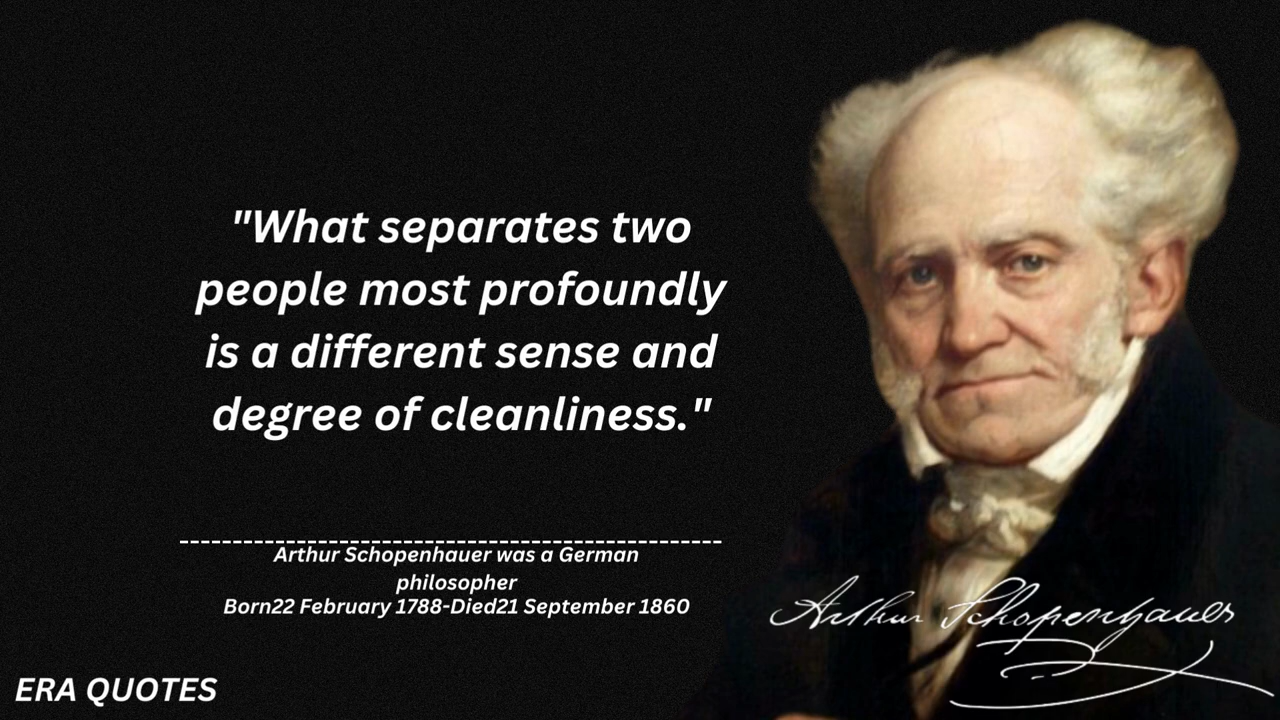 "What separates two
people most profoundly
is a different sense and
degree of cleanliness."
-----------------------------------------------------
Arthur Schopenhauer was a German
philosopher
Born22 February 1788-Died21 September 1860
Arthur Schopenhauer
ERA QUOTES